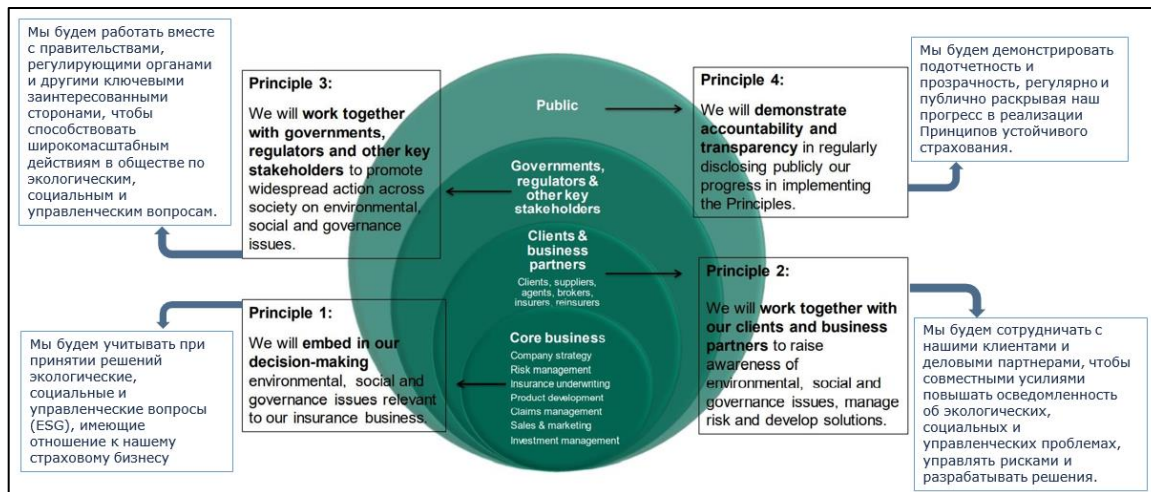 Мы будем работать вместе
с правительствами,
регулирующими органами
и другими ключевыми
заинтересованными
сторонами, чтобы
способствовать
широкомасштабным
действиям в обществе по
экологическим,
социальным и
управленческим вопросам.
Principle 3:
We will work together
with governments,
regulators and other key
stakeholders to promote
widespread action across
society on environmental,
social and governance
issues.
Public
Governments,
regulators &
other key
stakeholders
Clients &
business
partners
Clients, suppliers,
agents, brokers,
insurers, reinsurers
Core business
Company strategy
Risk management
Insurance underwriting
Product development
Claims management
Sales & marketing
Investment management
Principle 4:
We will demonstrate
accountability and
transparency in regularly
disclosing publicly our
progress in implementing
the Principles.
Мы будем демонстрировать
подотчетность и
прозрачность, регулярно и
публично раскрывая наш
прогресс в реализации
Принципов устойчивого
страхования.
Мы будем учитывать при
принятии решений
экологические,
социальные и
управленческие вопросы
(ESG), имеющие
отношение к нашему
страховому бизнесу
Principle 1:
We will embed in our
decision-making
environmental, social and
governance issues relevant
to our insurance business.
Principle 2:
We will work together with
our clients and business
partners to raise
awareness of
environmental, social and
governance issues, manage
risk and develop solutions.
Мы будем сотрудничать с
нашими клиентами и
деловыми партнерами, чтобы
совместными усилиями
повышать осведомленность
об экологических,
социальных и
управленческих проблемах,
управлять рисками и
разрабатывать решения.